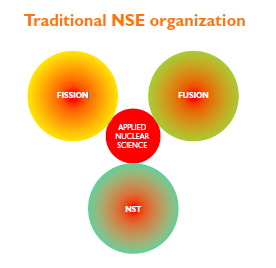 Traditional NSE organization
FISSION
FUSION
APPLIED
NUCLEAR
SCIENCE
NST